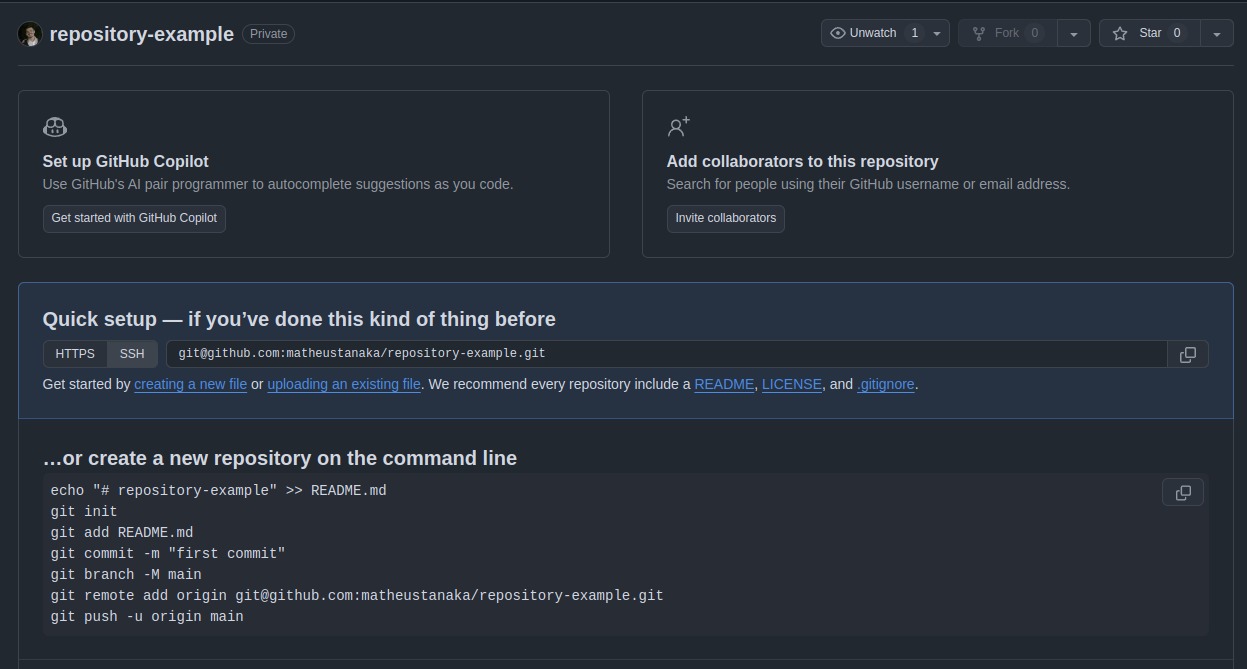 repository-example Private Unwatch 1 Fork 0 Star 0
Set up GitHub Copilot
Use GitHub's AI pair programmer to autocomplete suggestions as you code.
Get started with GitHub Copilot
Add collaborators to this repository
Search for people using their GitHub username or email address.
Invite collaborators
Quick setup — if you’ve done this kind of thing before
HTTPS SSH git@github.com:matheustanaka/repository-example.git
Get started by creating a new file or uploading an existing file. We recommend every repository include a README, LICENSE, and .gitignore.
…or create a new repository on the command line
echo "# repository-example" >> README.md
git init
git add README.md
git commit -m "first commit"
git branch -M main
git remote add origin git@github.com:matheustanaka/repository-example.git
git push -u origin main